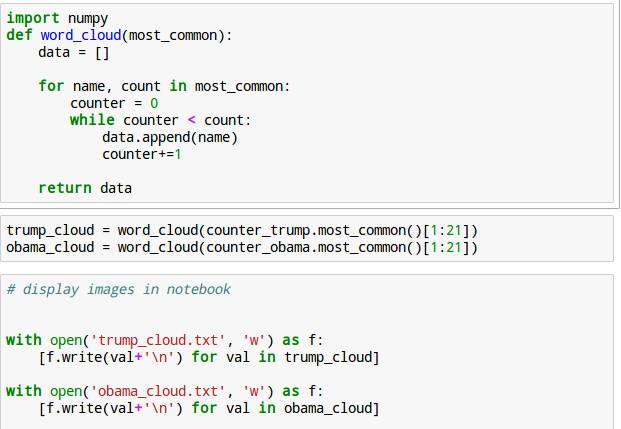 import numpy
def word_cloud(most_common):
    data = []

    for name, count in most_common:
        counter = 0
        while counter < count:
            data.append(name)
            counter+=1

    return data

trump_cloud = word_cloud(counter_trump.most_common()[1:21])
obama_cloud = word_cloud(counter_obama.most_common()[1:21])

# display images in notebook


with open('trump_cloud.txt', 'w') as f:
    [f.write(val+'\n') for val in trump_cloud]

with open('obama_cloud.txt', 'w') as f:
    [f.write(val+'\n') for val in obama_cloud]